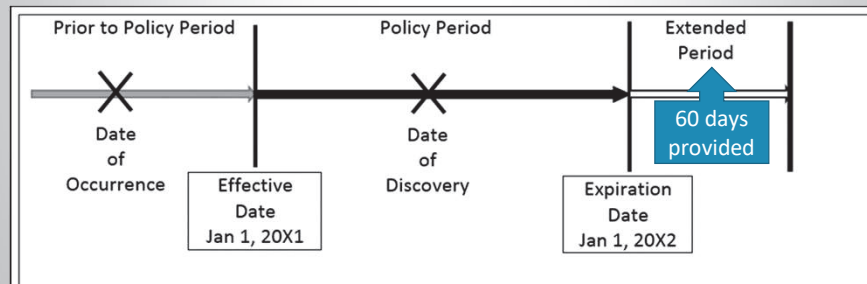 Prior to Policy Period
Policy Period
Extended
Period
60 days
provided
Date
of
Occurrence
Date
of
Discovery
Effective
Date
Jan 1, 20X1
Expiration
Date
Jan 1, 20X2